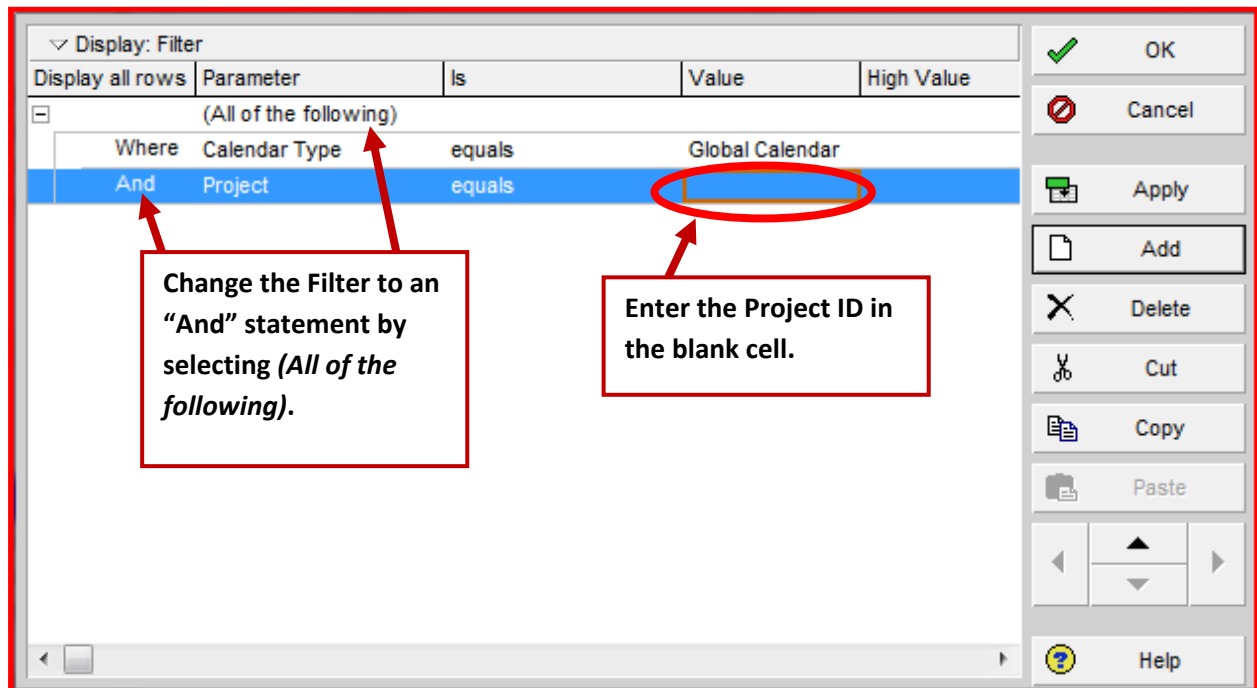 Display: Filter
OK
Display all rows Parameter Is Value High Value
(All of the following)
Cancel
Where Calendar Type equals Global Calendar
And Project equals
Apply
Add
Change the Filter to an
“And” statement by
selecting (All of the
following).
Enter the Project ID in
the blank cell.
Delete
Cut
Copy
Paste
Help